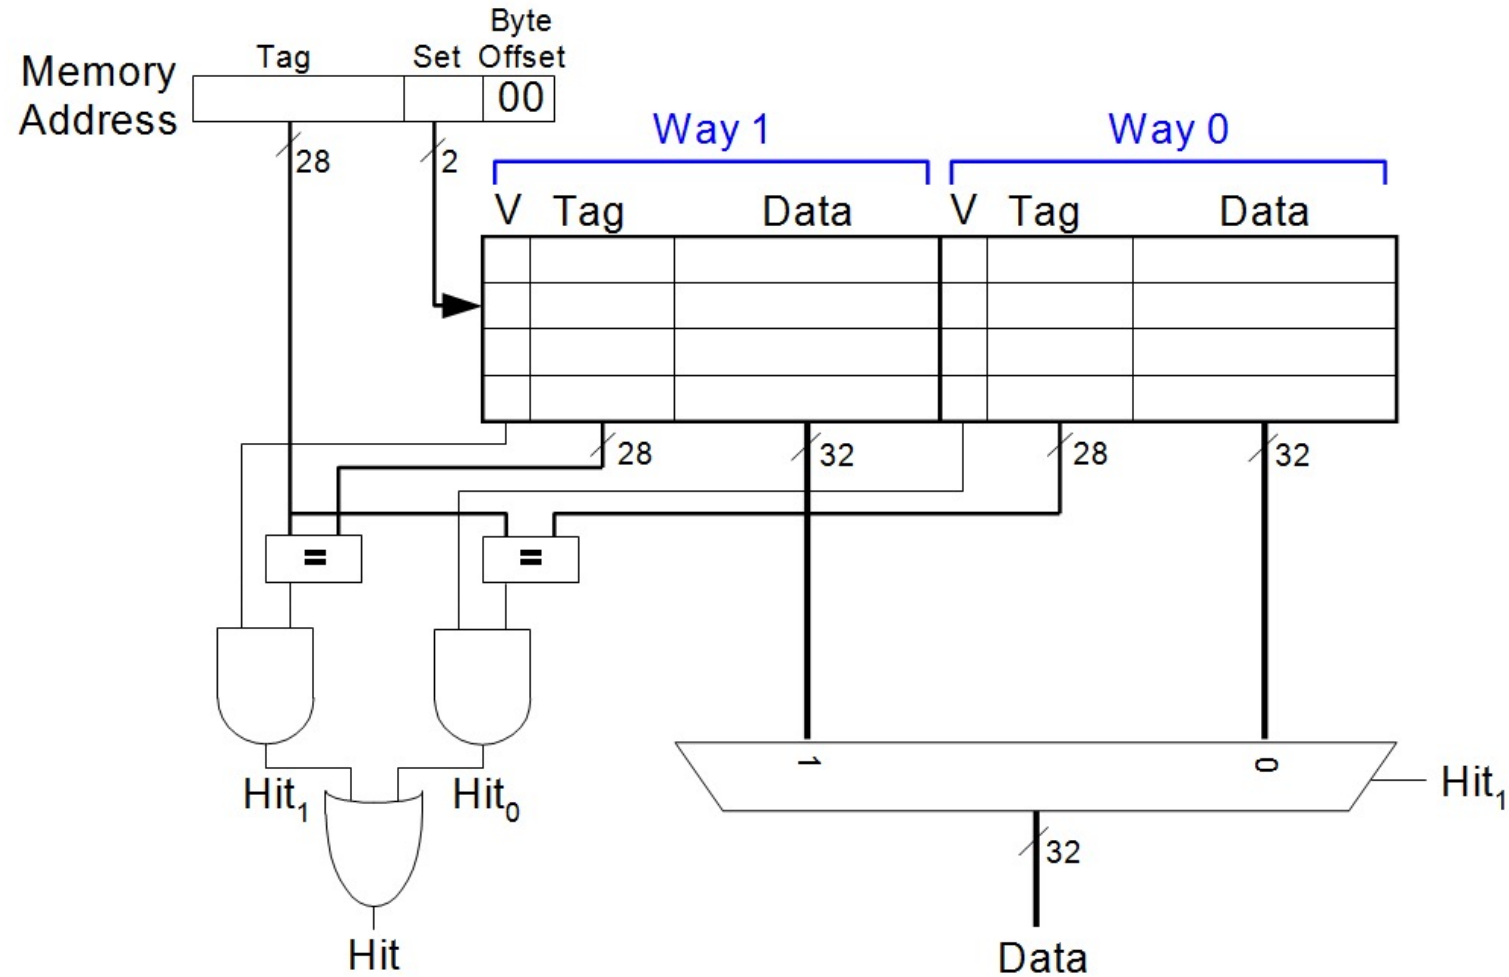 Byte
Tag Set Offset
Memory
Address
00
Way 1 Way 0
28 2
V Tag Data V Tag Data
28 32 28 32
= =
1 0
Hit1 Hit0 Hit1
32
Hit Data